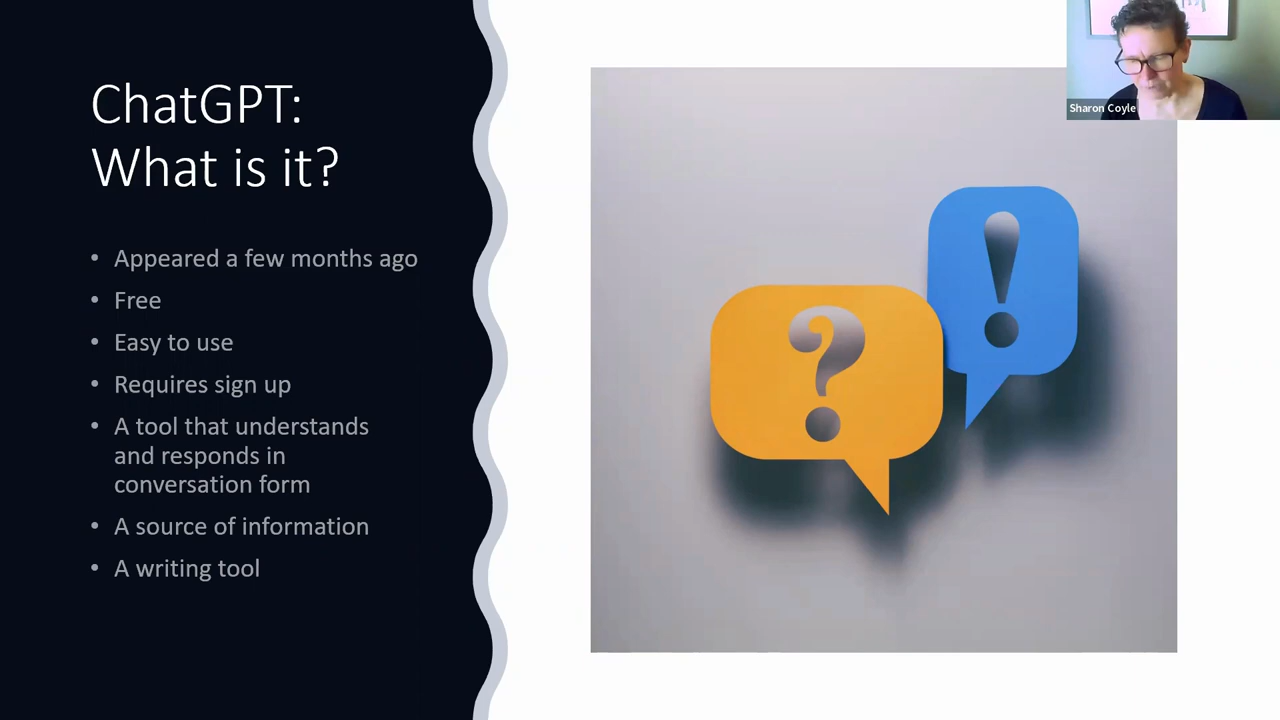 ChatGPT:
What is it?
• Appeared a few months ago
• Free
• Easy to use
• Requires sign up
• A tool that understands
and responds in
conversation form
• A source of information
• A writing tool
?
!
Sharon Coyle